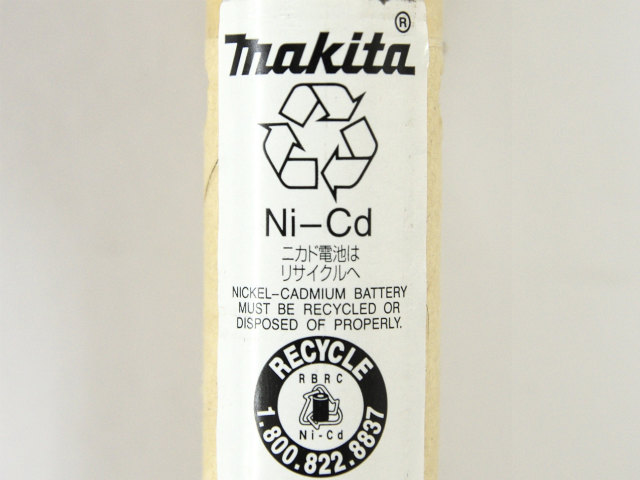 makita®
Ni-Cd
ニカド電池は
リサイクルへ
NICKEL-CADMIUM BATTERY
MUST BE RECYCLED OR
DISPOSED OF PROPERLY.
RECYCLE
RBRC
Ni-Cd
1.800.822.8837